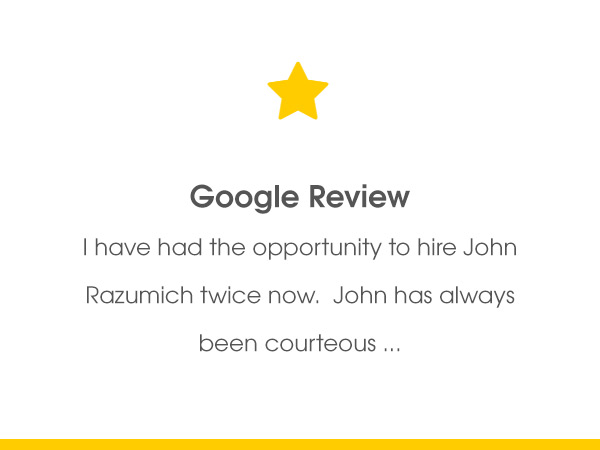 Google Review
I have had the opportunity to hire John
Razumich twice now.  John has always
been courteous ...